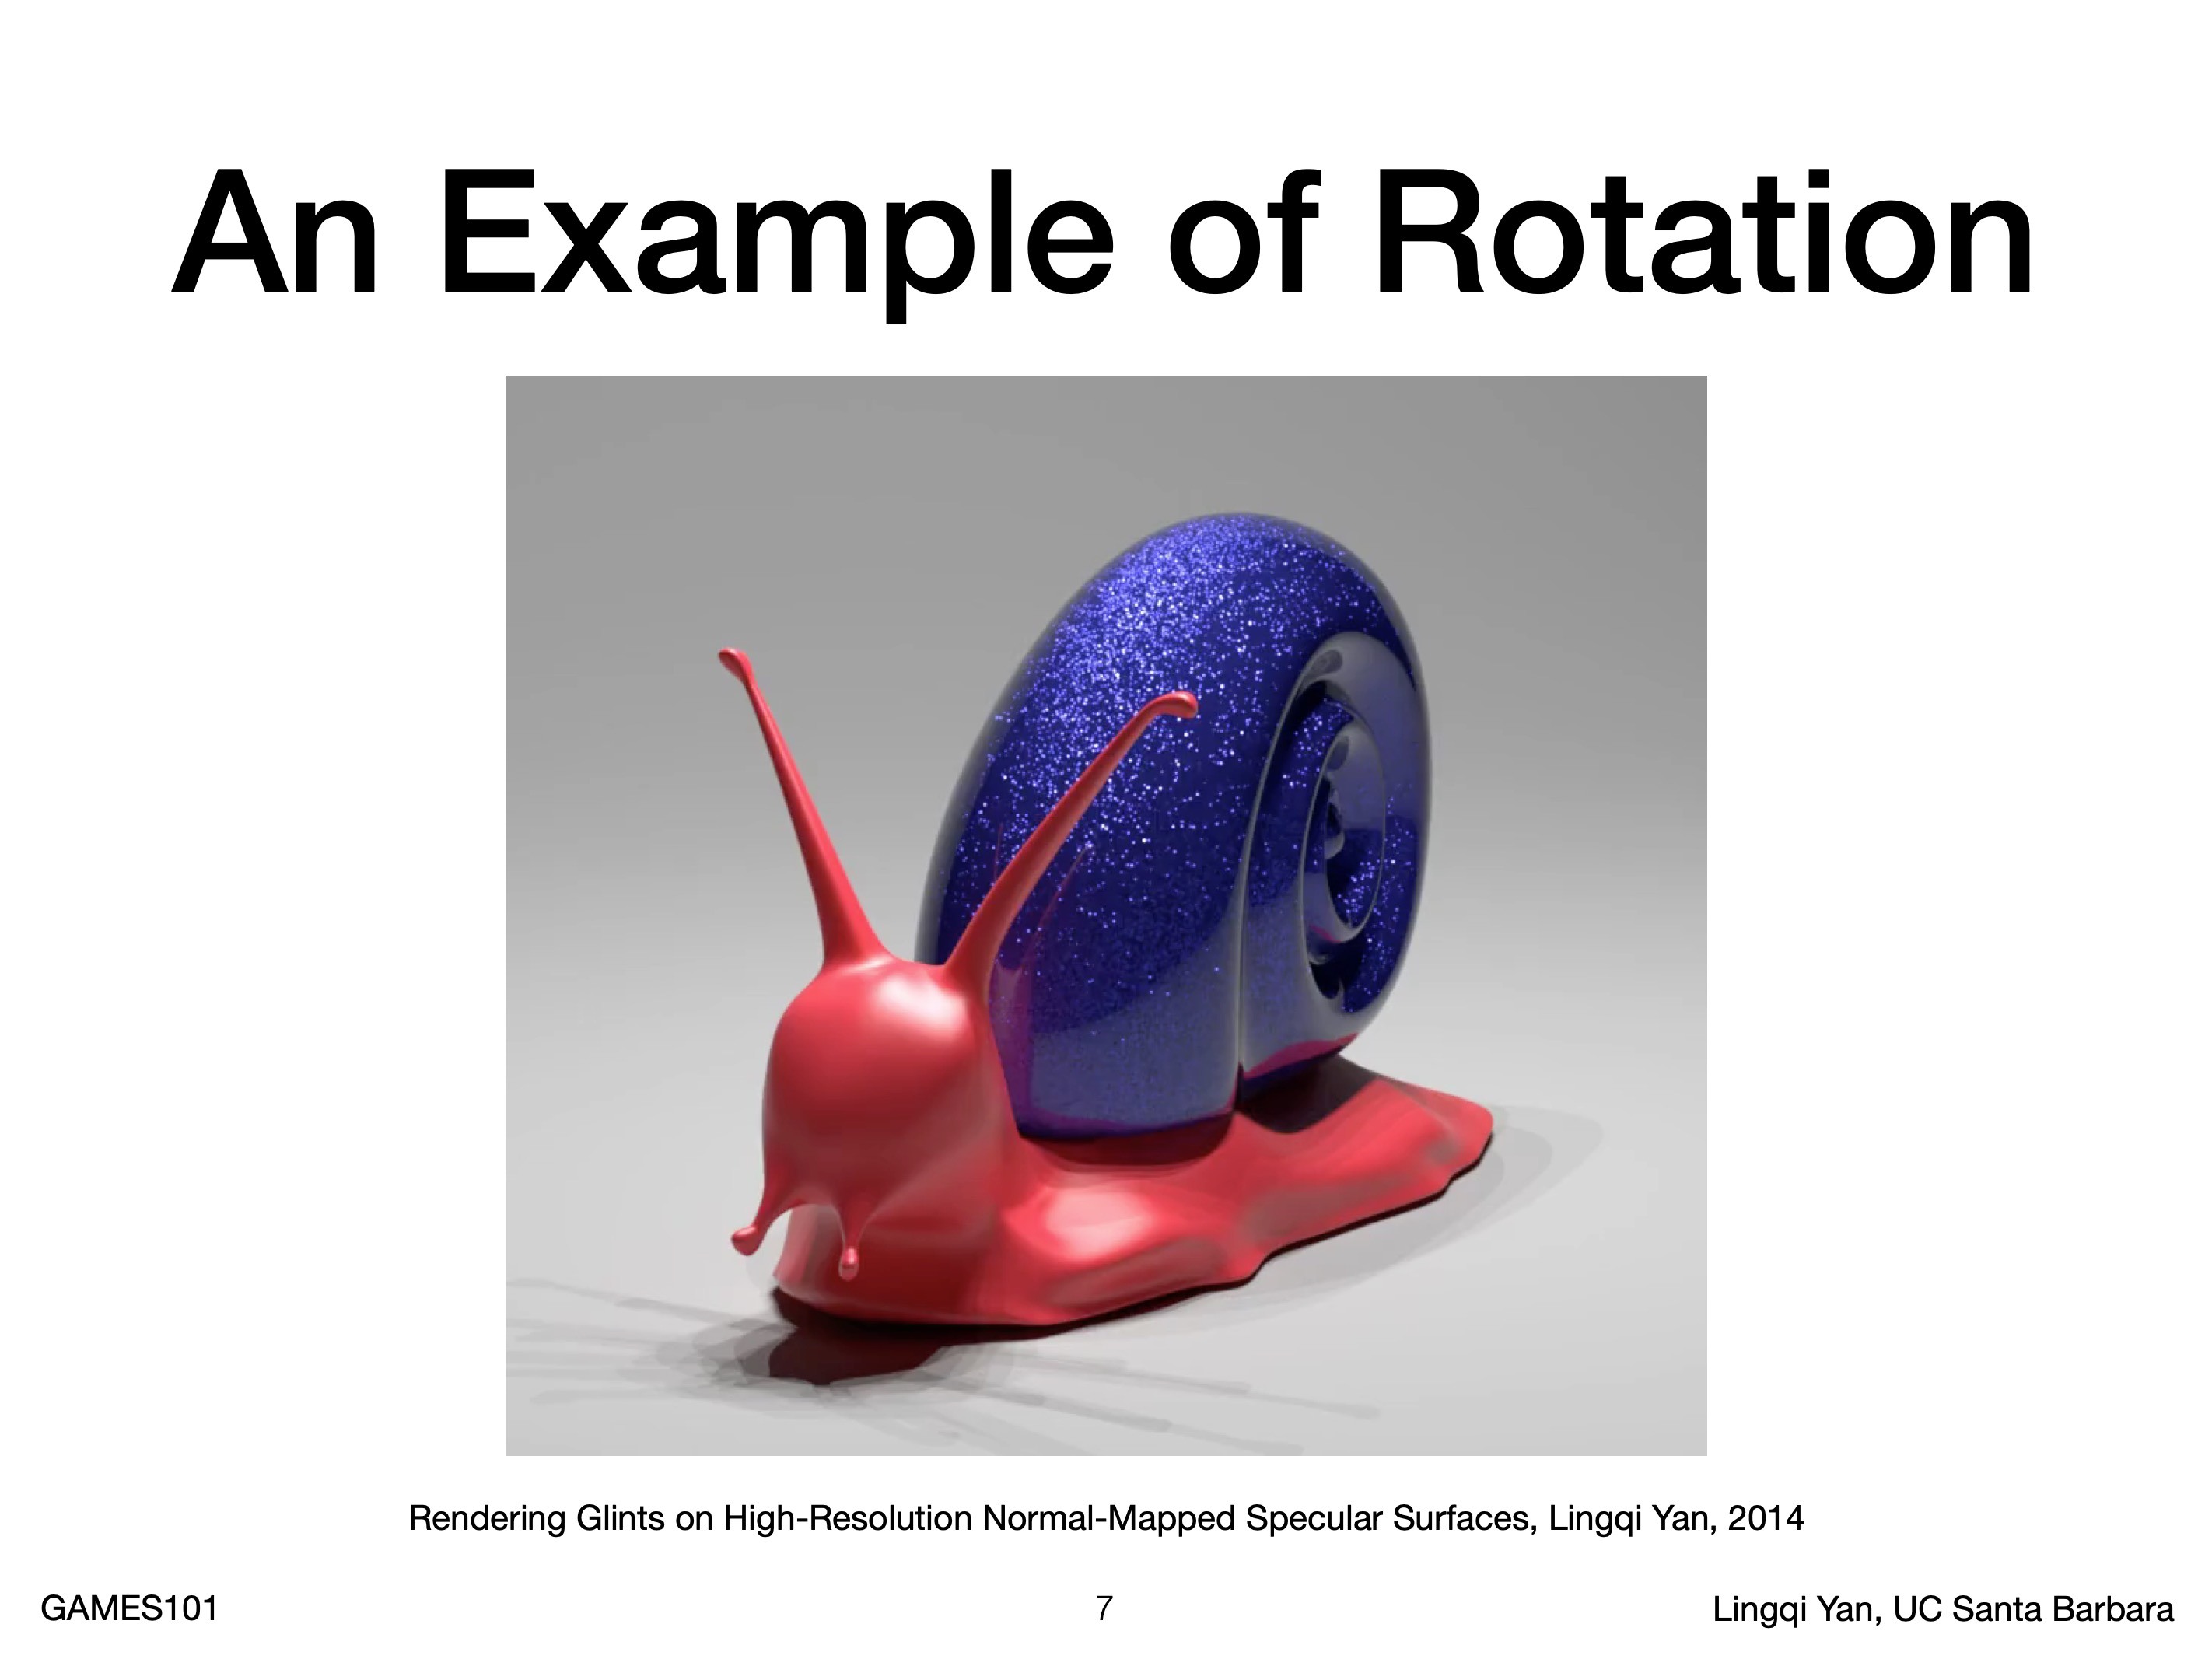 An Example of Rotation
Rendering Glints on High-Resolution Normal-Mapped Specular Surfaces, Lingqi Yan, 2014
GAMES101
7
Lingqi Yan, UC Santa Barbara